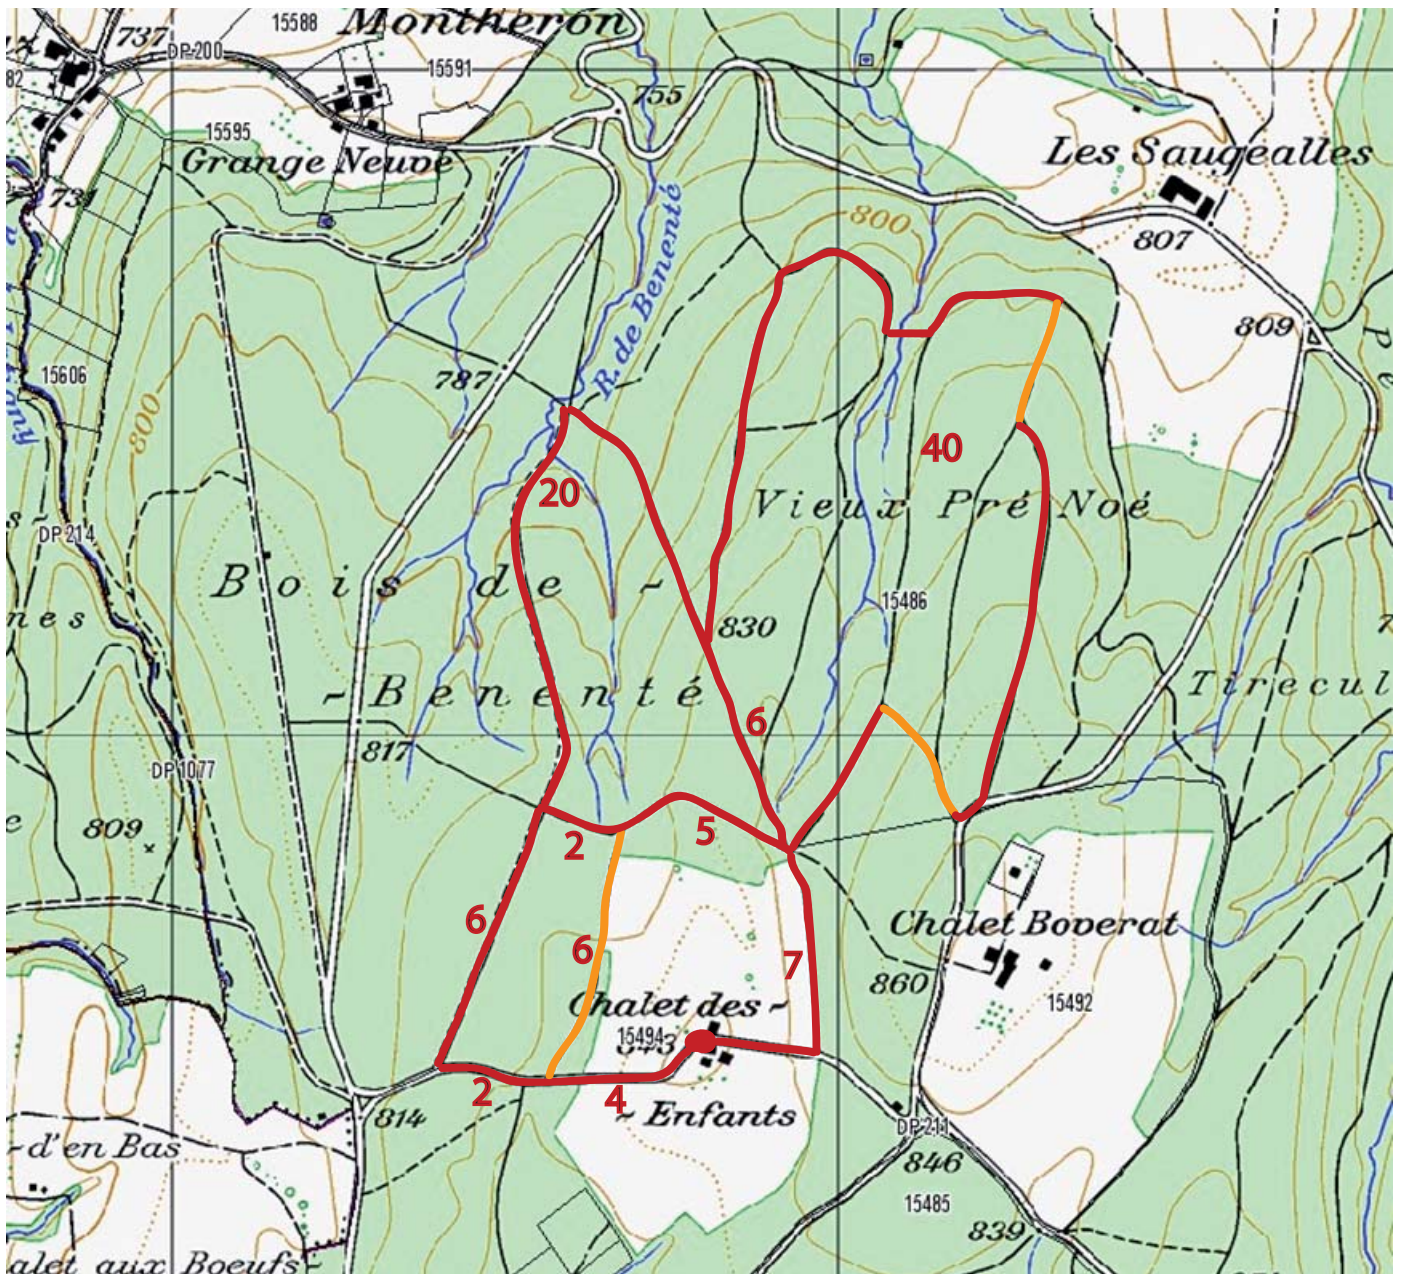 737
DP 200
15588
Montheron
15591
82
755
15595
Grange Neuve
Les Saugealles
73
R. de Benenté
800
807
809
787
15606
800
40
20
Vieux Pré Noé
DP 214
Bois de -
15486
nes
830
- Benenté
Tirecul
6
817
DP 1077
809
2
5
6
6
7
Chalet Boverat
860
Chalet des -
15494
15492
2
4
814
- Enfants
DP 211
- d'en Bas
846
15485
839
alet aux Boeufs